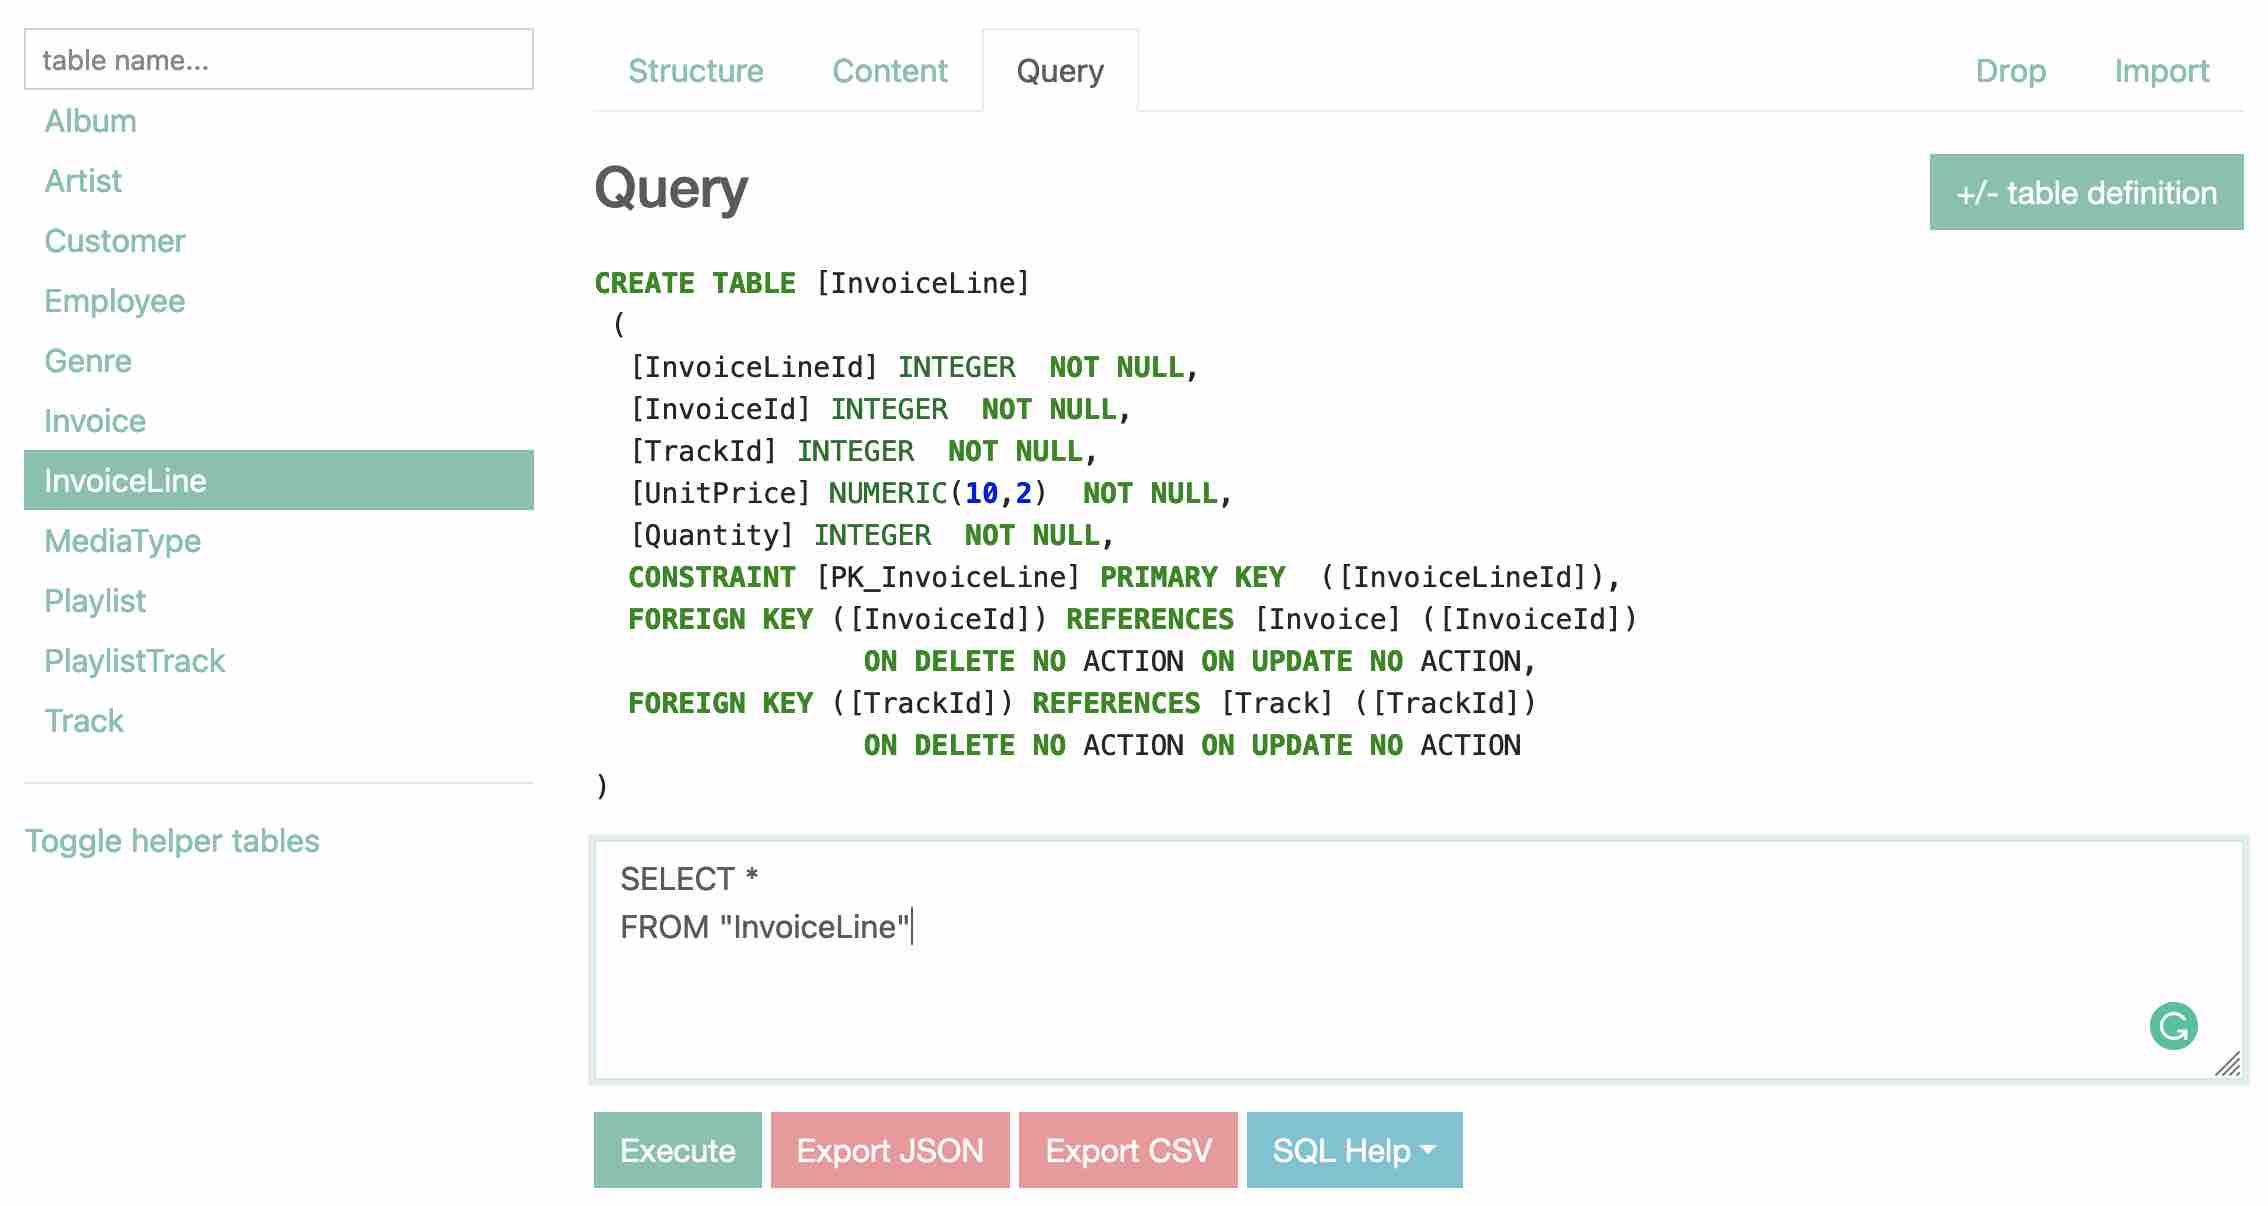 table name...
Album
Artist
Customer
Employee
Genre
Invoice
InvoiceLine
MediaType
Playlist
PlaylistTrack
Track
Toggle helper tables
Structure Content Query Drop Import
Query
+/- table definition
CREATE TABLE [InvoiceLine]
(
[InvoiceLineId] INTEGER  NOT NULL,
[InvoiceId] INTEGER  NOT NULL,
[TrackId] INTEGER  NOT NULL,
[UnitPrice] NUMERIC(10,2)  NOT NULL,
[Quantity] INTEGER  NOT NULL,
CONSTRAINT [PK_InvoiceLine] PRIMARY KEY  ([InvoiceLineId]),
FOREIGN KEY ([InvoiceId]) REFERENCES [Invoice] ([InvoiceId])
ON DELETE NO ACTION ON UPDATE NO ACTION,
FOREIGN KEY ([TrackId]) REFERENCES [Track] ([TrackId])
ON DELETE NO ACTION ON UPDATE NO ACTION
)
SELECT *
FROM "InvoiceLine"
Execute Export JSON Export CSV SQL Help